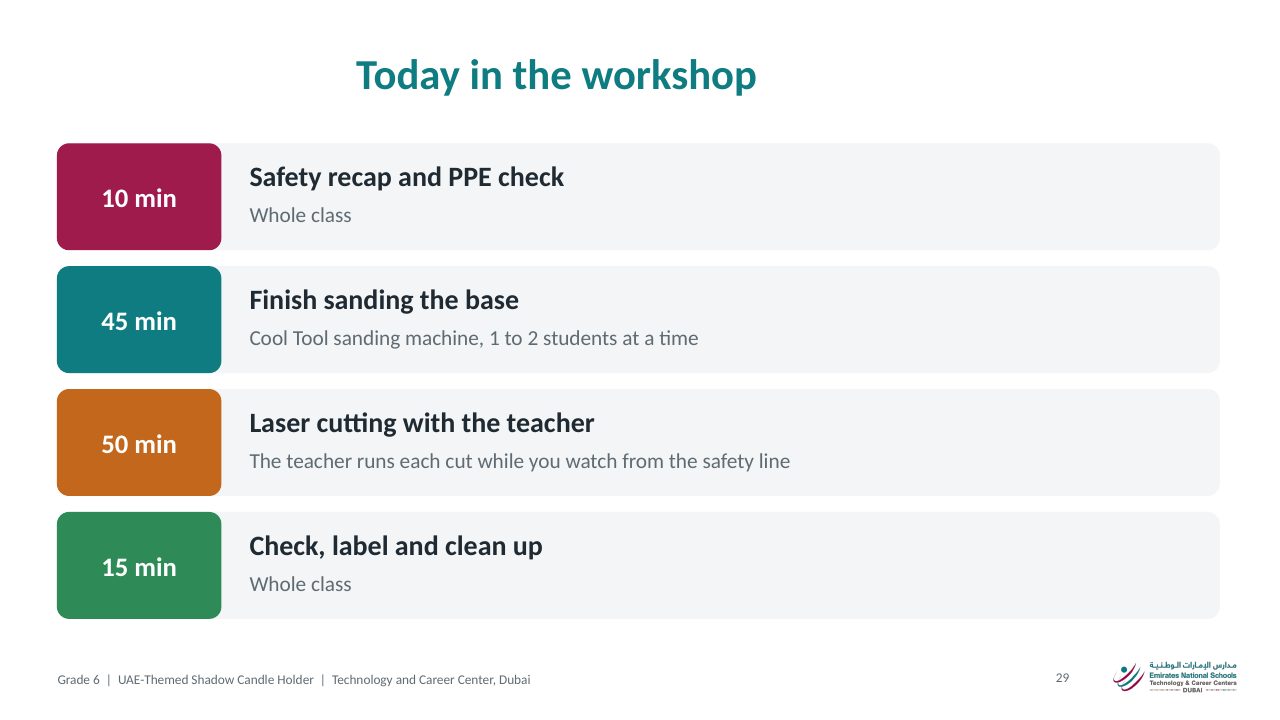 Today in the workshop
10 min
Safety recap and PPE check
Whole class
45 min
Finish sanding the base
Cool Tool sanding machine, 1 to 2 students at a time
50 min
Laser cutting with the teacher
The teacher runs each cut while you watch from the safety line
15 min
Check, label and clean up
Whole class
Grade 6 | UAE-Themed Shadow Candle Holder | Technology and Career Center, Dubai
29
مدارس الإمارات الوطنية
Emirates National Schools
Technology & Career Centers
DUBAI